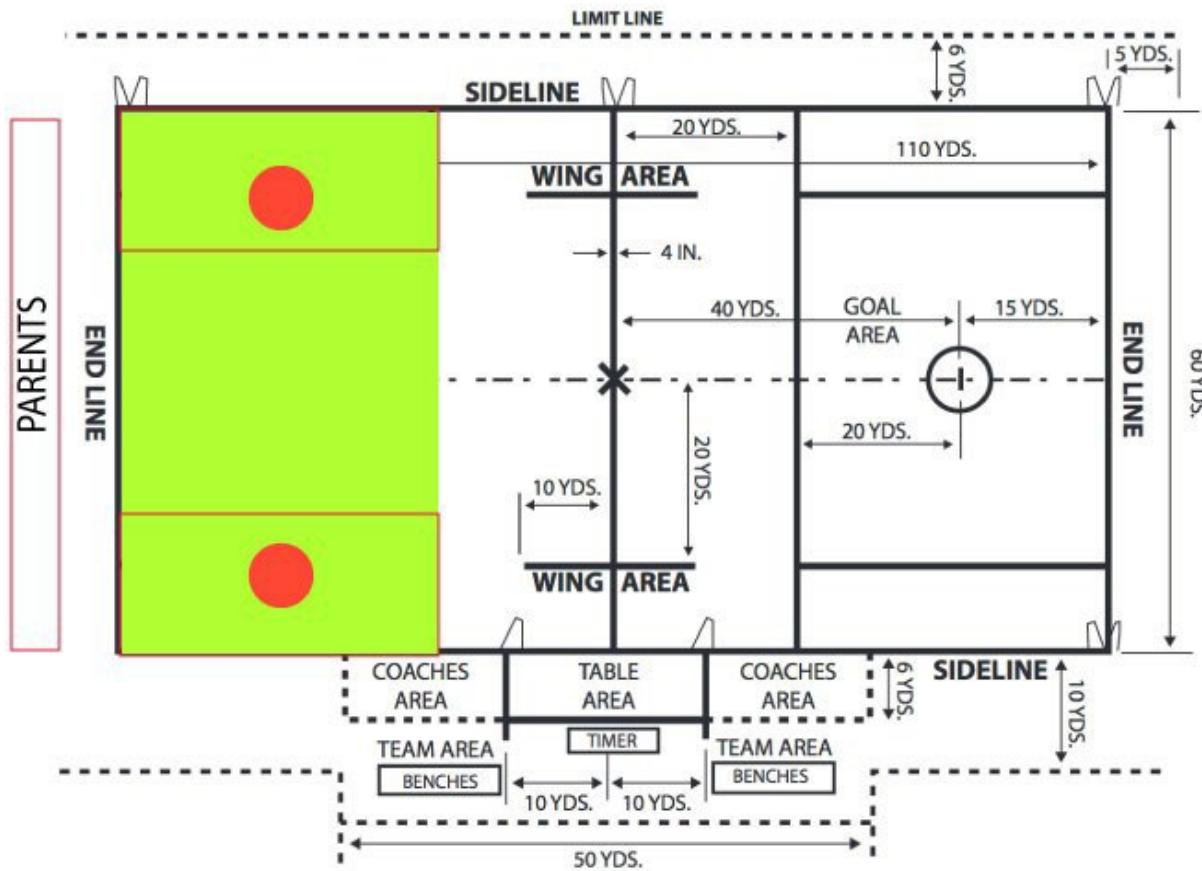 LIMIT LINE
6 YDS.
5 YDS.
SIDELINE
20 YDS.
110 YDS.
WING AREA
4 IN.
PARENTS
END LINE
40 YDS.
GOAL
AREA
15 YDS.
END LINE
60 YDS.
20 YDS.
20 YDS.
10 YDS.
WING AREA
COACHES
AREA
TABLE
AREA
COACHES
AREA
6 YDS.
SIDELINE
10 YDS.
TIMER
TEAM AREA
BENCHES
TEAM AREA
BENCHES
10 YDS.
10 YDS.
50 YDS.